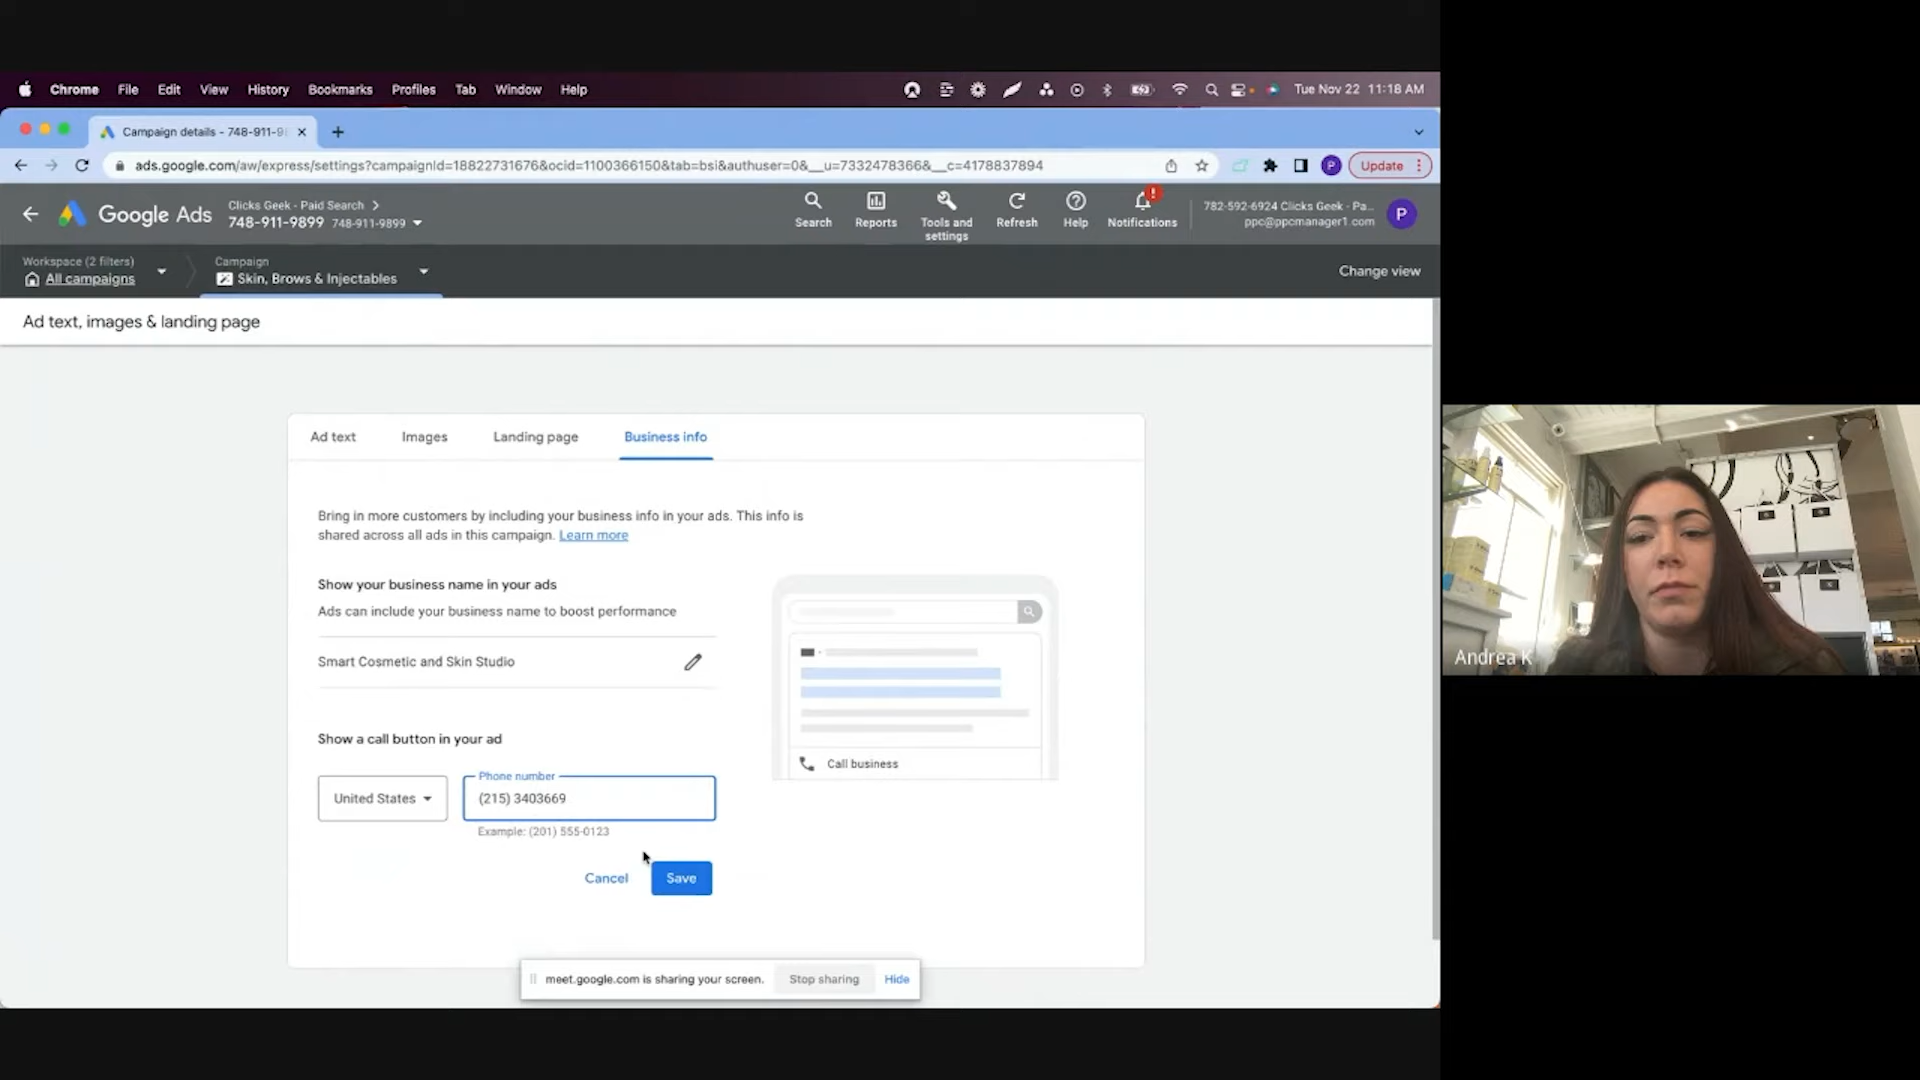 Chrome File Edit View History Bookmarks Profiles Tab Window Help Tue Nov 22 11:18 AM
Campaign details - 748-911-9
ads.google.com/aw/express/settings?campaignId=18822731676&ocid=1100366150&tab=bsi&authuser=0&__u=7332478366&__c=4178837894 P Update
Google Ads
Clicks Geek - Paid Search
748-911-9899 748-911-9899
Search Reports Tools and settings Refresh Help Notifications
782-592-6924 Clicks Geek - Pa...
ppc@ppcmanager1.com
P
Workspace (2 filters)
All campaigns
Campaign
Skin, Brows & Injectables
Change view
Ad text, images & landing page
Ad text Images Landing page Business info
Bring in more customers by including your business info in your ads. This info is
shared across all ads in this campaign. Learn more
Show your business name in your ads
Ads can include your business name to boost performance
Smart Cosmetic and Skin Studio
Show a call button in your ad
Call business
Phone number
United States (215) 3403669
Example: (201) 555-0123
Cancel Save
meet.google.com is sharing your screen. Stop sharing Hide
Andrea K